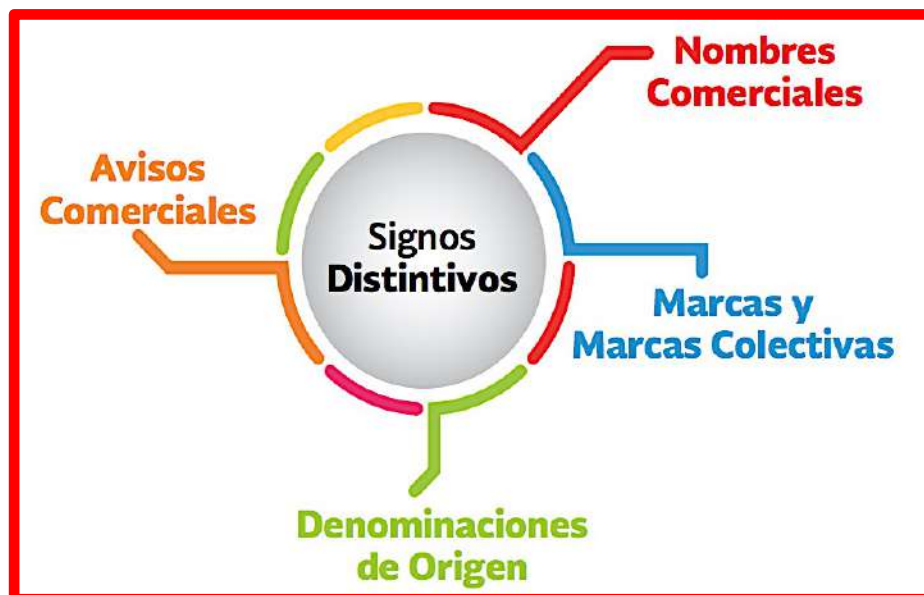 Nombres
Comerciales
Avisos
Comerciales
Signos
Distintivos
Marcas y
Marcas Colectivas
Denominaciones
de Origen